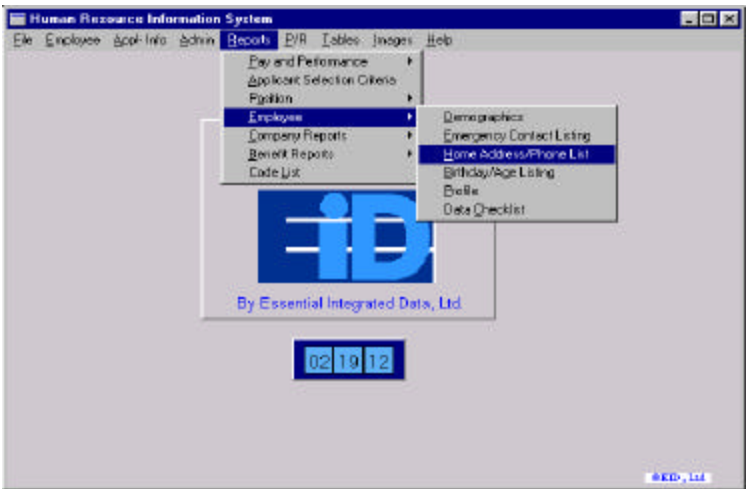 Human Resource Information System
File Employee Appl-Info Admin Reports P/R Tables Images Help
Pay and Performance
Applicant Selection Criteria
Position
Employee
Company Reports
Benefit Reports
Code List
Demographics
Emergency Contact Listing
Home Address/Phone List
Birthday/Age Listing
Profile
Data Checklist
EiD
By Essential Integrated Data, Ltd.
02 19 12
©EID, Ltd